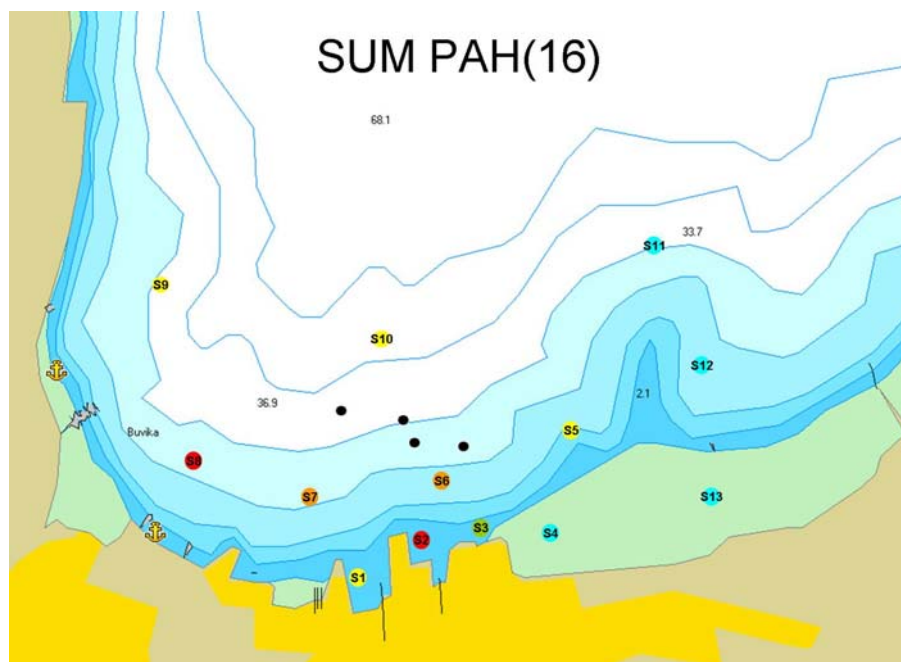 SUM PAH(16)
68.1
33.7
S11
S9
S10
S12
2.1
36.9
Buvika
S5
S8
S6
S7
S13
S3
S4
S2
S1